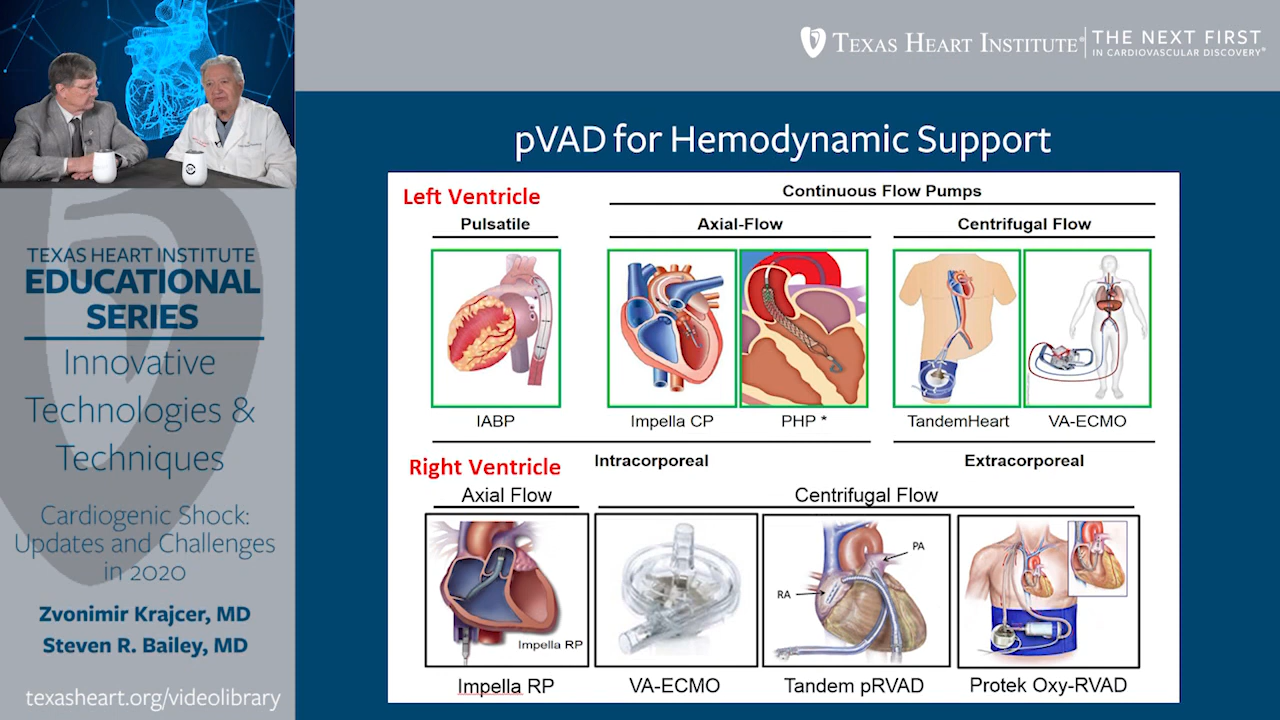 TEXAS HEART INSTITUTE®
THE NEXT FIRST
IN CARDIOVASCULAR DISCOVERY®
TEXAS HEART INSTITUTE
EDUCATIONAL
SERIES
Innovative
Technologies &
Techniques
Cardiogenic Shock:
Updates and Challenges
in 2020
Zvonimir Krajcer, MD
Steven R. Bailey, MD
texasheart.org/videolibrary
pVAD for Hemodynamic Support
Left Ventricle
Continuous Flow Pumps
Pulsatile
Axial-Flow
Centrifugal Flow
IABP
Impella CP
PHP *
TandemHeart
VA-ECMO
Right Ventricle
Intracorporeal
Extracorporeal
Axial Flow
Centrifugal Flow
Impella RP
PA
RA
Impella RP
VA-ECMO
Tandem pRVAD
Protek Oxy-RVAD